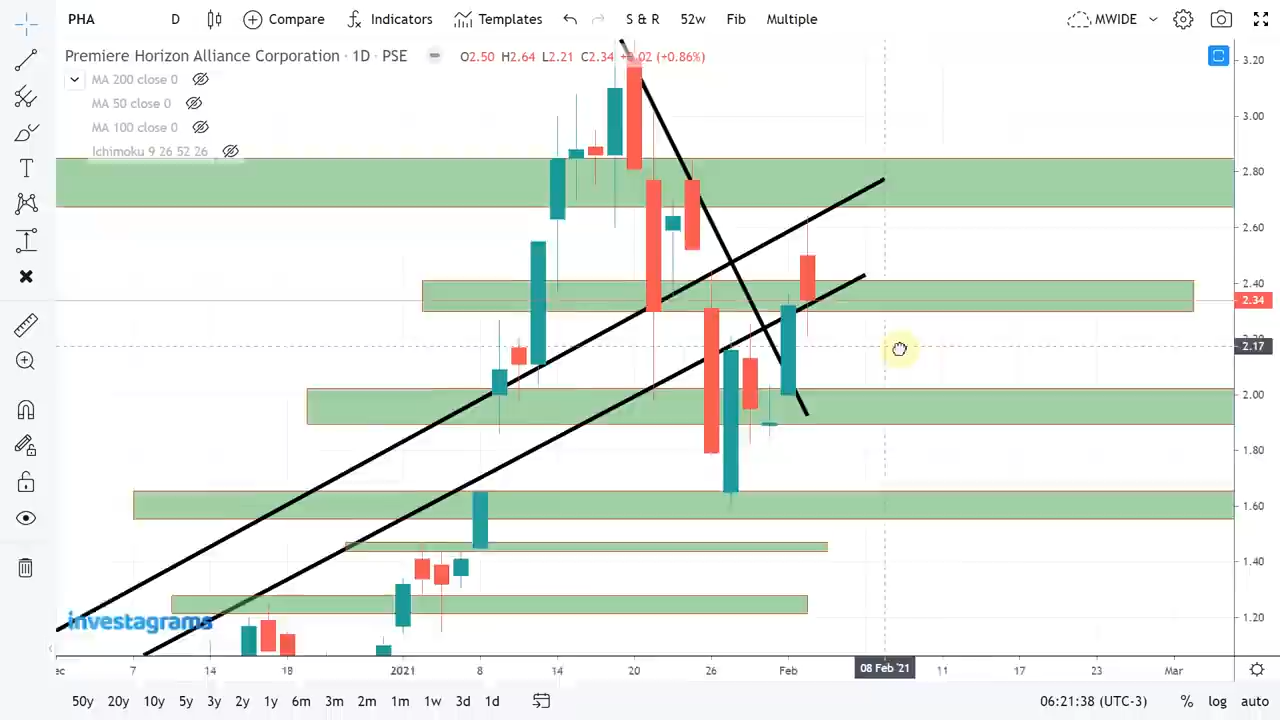 PHA D Compare Indicators Templates S & R 52w Fib Multiple MWIDE
Premiere Horizon Alliance Corporation · 1D · PSE O2.50 H2.64 L2.21 C2.34 +0.02 (+0.86%)
MA 200 close 0
MA 50 close 0
MA 100 close 0
Ichimoku 9 26 52 26
3.20
3.00
2.80
2.60
2.40
2.34
2.17
2.00
1.80
1.60
1.40
1.20
investagrams
7 14 18 2021 8 14 20 26 Feb 08 Feb '21 11 17 23 Mar
50y 20y 10y 5y 3y 2y 1y 6m 3m 2m 1m 1w 3d 1d 06:21:38 (UTC-3) % log auto